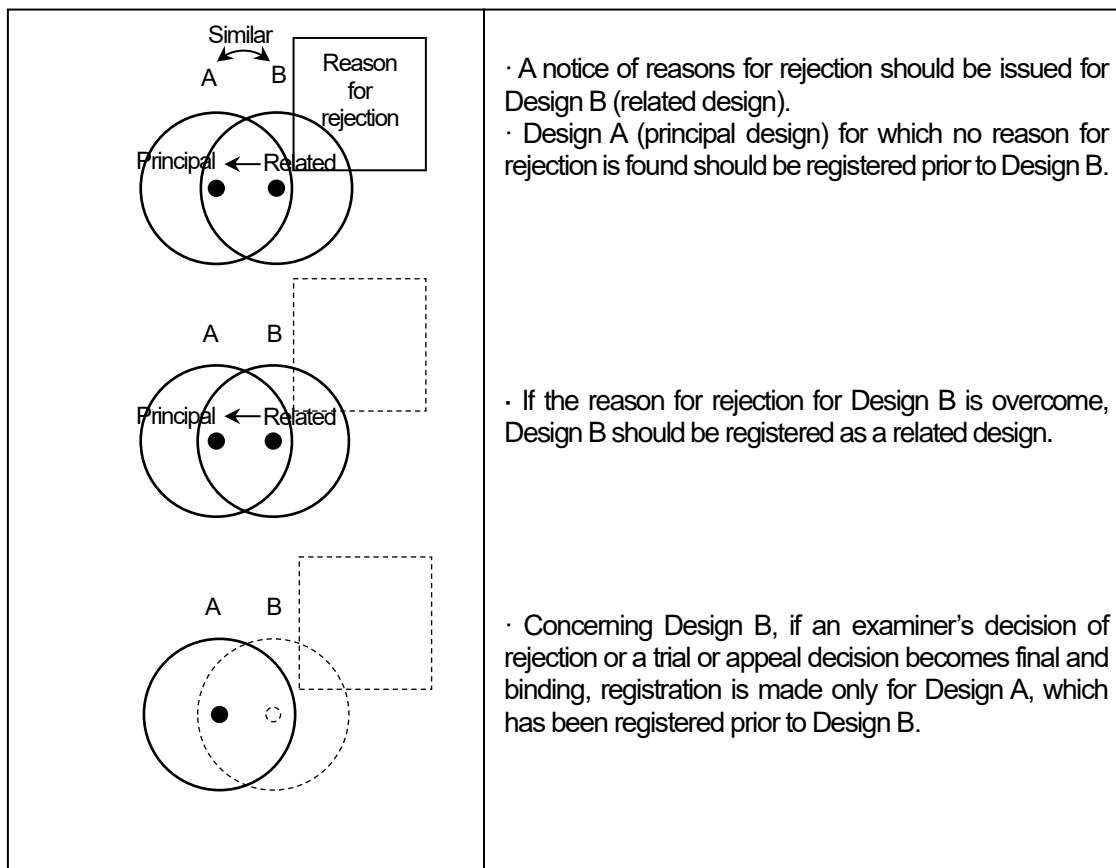 Similar
A B
Reason
for
rejection
Principal Related
· A notice of reasons for rejection should be issued for
Design B (related design).
· Design A (principal design) for which no reason for
rejection is found should be registered prior to Design B.
A B
Principal Related
· If the reason for rejection for Design B is overcome,
Design B should be registered as a related design.
A B
· Concerning Design B, if an examiner’s decision of
rejection or a trial or appeal decision becomes final and
binding, registration is made only for Design A, which
has been registered prior to Design B.